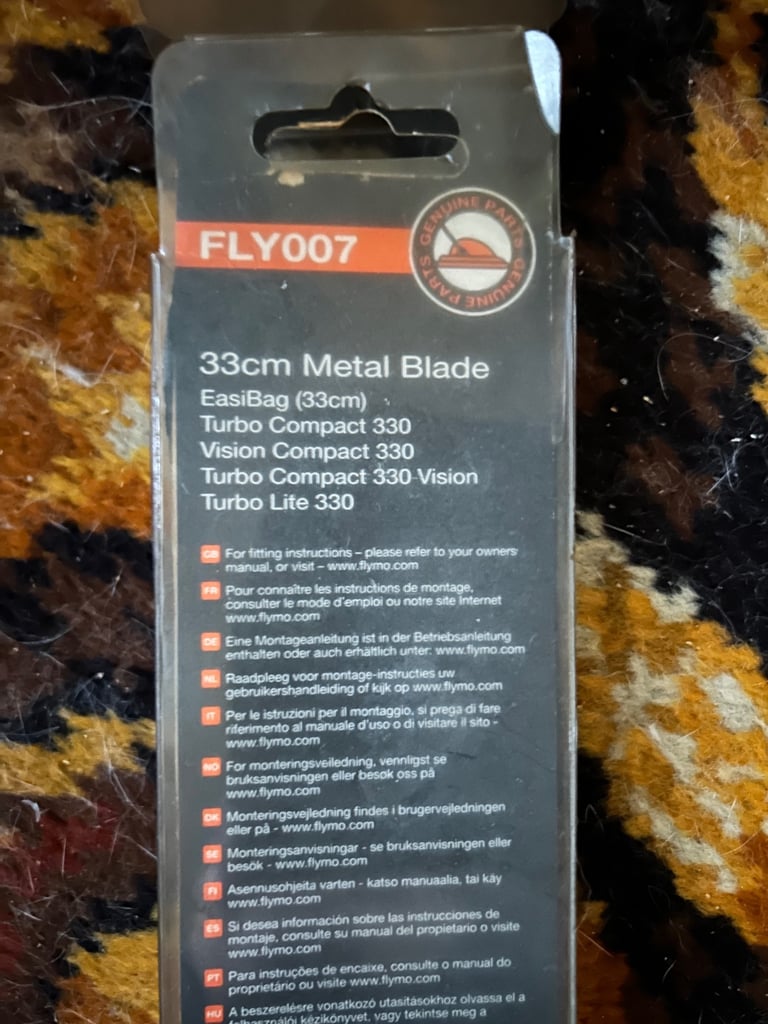 FLY007
GENUINE PARTS GENUINE PARTS
33cm Metal Blade
EasiBag (33cm)
Turbo Compact 330
Vision Compact 330
Turbo Compact 330 Vision
Turbo Lite 330
GB For fitting instructions – please refer to your owners
manual, or visit – www.flymo.com
FR Pour connaître les instructions de montage,
consulter le mode d'emploi ou notre site Internet
www.flymo.com
DE Eine Montageanleitung ist in der Betriebsanleitung
enthalten oder auch erhältlich unter: www.flymo.com
NL Raadpleeg voor montage-instructies uw
gebruikershandleiding of kijk op www.flymo.com
IT Per le istruzioni per il montaggio, si prega di fare
riferimento al manuale d'uso o di visitare il sito -
www.flymo.com
NO For monteringsveiledning, vennligst se
bruksanvisningen eller besøk oss på
www.flymo.com
DK Monteringsvejledning findes i brugervejledningen
eller på - www.flymo.com
SE Monteringsanvisningar - se bruksanvisningen eller
besök - www.flymo.com
FI Asennusohjeita varten - katso manuaalia, tai käy
www.flymo.com
ES Si desea información sobre las instrucciones de
montaje, consulte su manual del propietario o visite
www.flymo.com
PT Para instruções de encaixe, consulte o manual do
proprietário ou visite www.flymo.com
HU A beszerelésre vonatkozó utasításokhoz olvassa el a
felhasználói kézikönyvet, vagy tekintse meg a